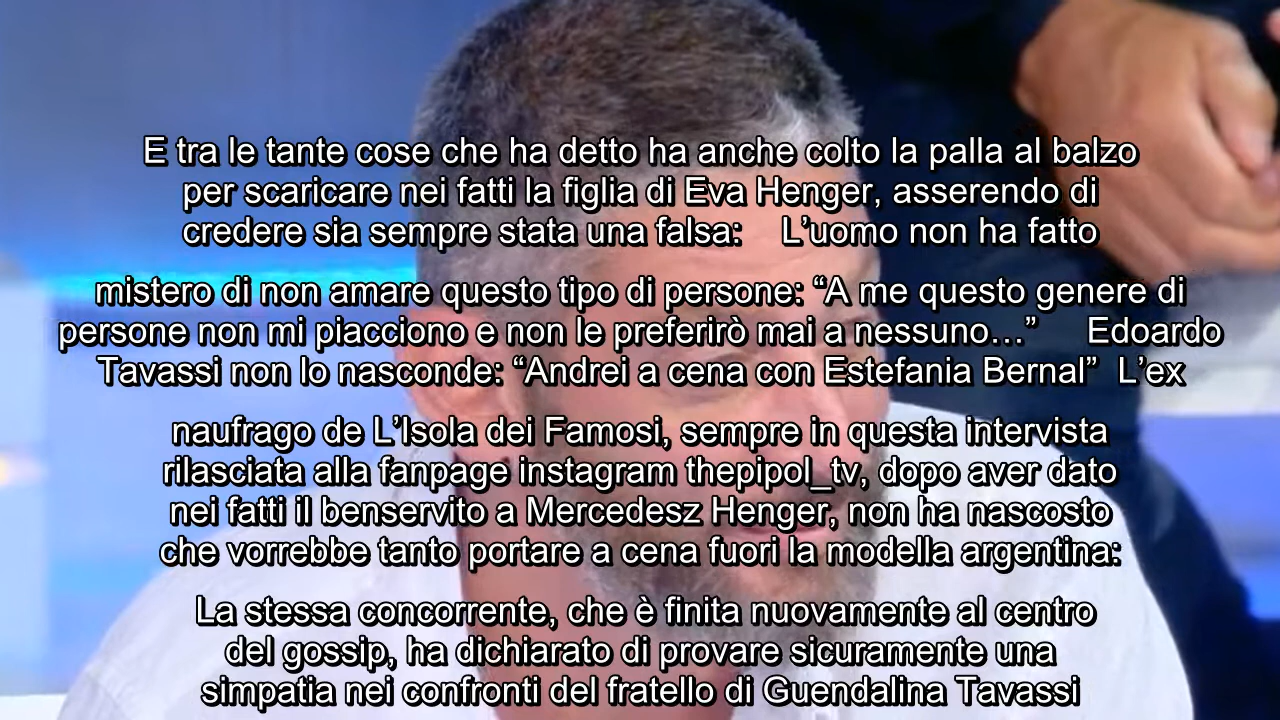 E tra le tante cose che ha detto ha anche colto la palla al balzo
per scaricare nei fatti la figlia di Eva Henger, asserendo di
credere sia sempre stata una falsa: L’uomo non ha fatto
mistero di non amare questo tipo di persone: “A me questo genere di
persone non mi piacciono e non le preferirò mai a nessuno…” Edoardo
Tavassi non lo nasconde: “Andrei a cena con Estefania Bernal” L’ex
naufrago de L’Isola dei Famosi, sempre in questa intervista
rilasciata alla fanpage instagram thepipol_tv, dopo aver dato
nei fatti il benservito a Mercedesz Henger, non ha nascosto
che vorrebbe tanto portare a cena fuori la modella argentina:
La stessa concorrente, che è finita nuovamente al centro
del gossip, ha dichiarato di provare sicuramente una
simpatia nei confronti del fratello di Guendalina Tavassi